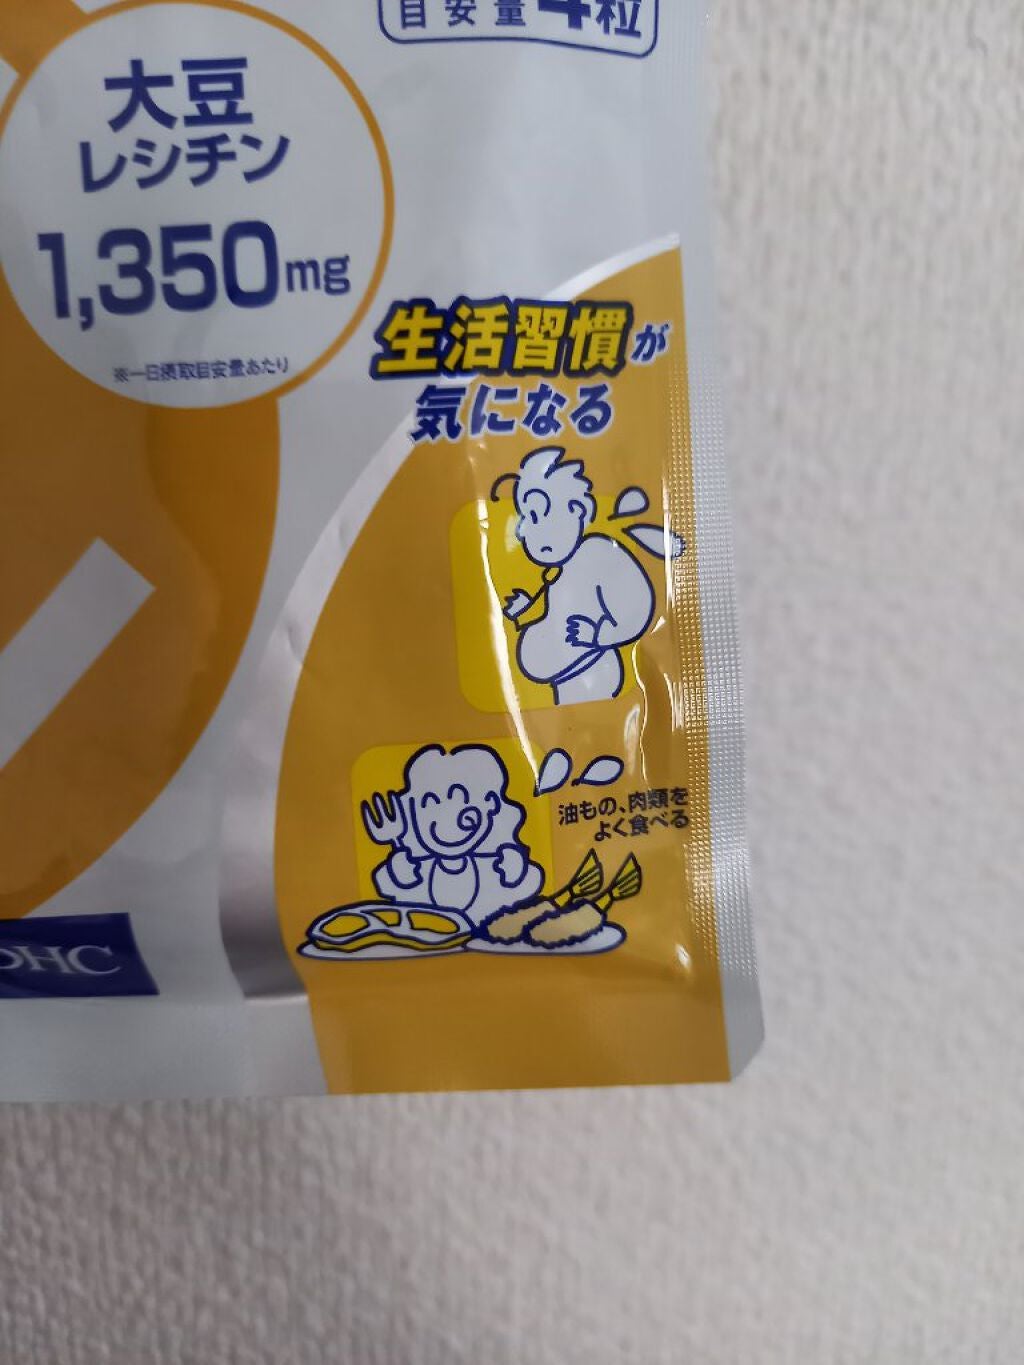 目安量4粒
大豆
レシチン
1,350mg
※一日摂取目安量あたり
生活習慣が
気になる
油もの、肉類を
よく食べる
DHC